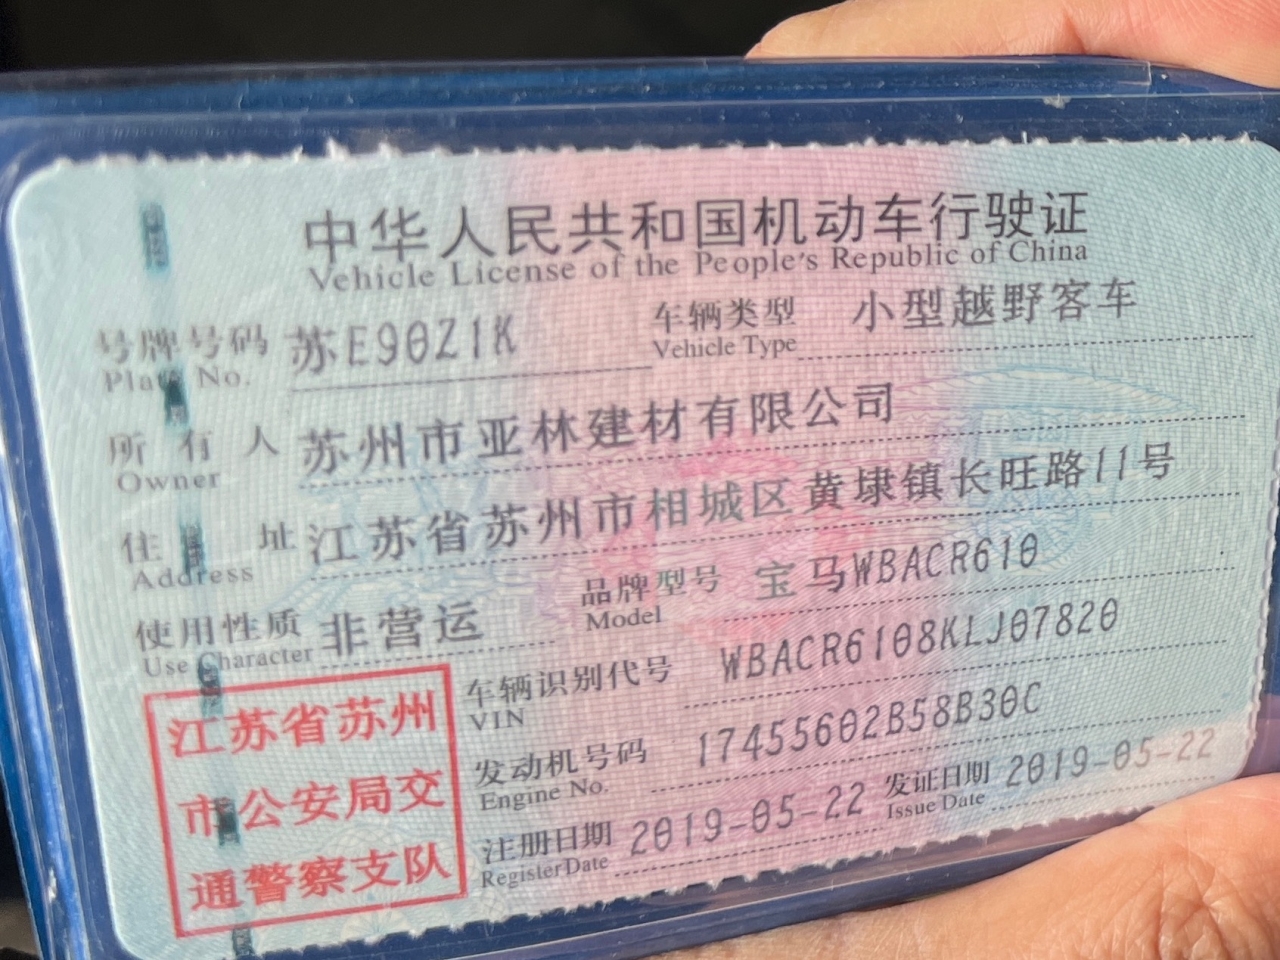 中华人民共和国机动车行驶证
Vehicle License of the People's Republic of China
号牌号码 苏E90Z1K 车辆类型 小型越野客车
Plate No. Vehicle Type
所有人 苏州市亚林建材有限公司
Owner
住址 江苏省苏州市相城区黄埭镇长旺路11号
Address
使用性质 非营运 品牌型号 宝马WBACR610
Use Character Model
车辆识别代号 WBACR6108KLJ07820
VIN
发动机号码 17455602B58B30C
Engine No.
注册日期 2019-05-22 发证日期 2019-05-22
Register Date Issue Date
江苏省苏州
市公安局交
通警察支队